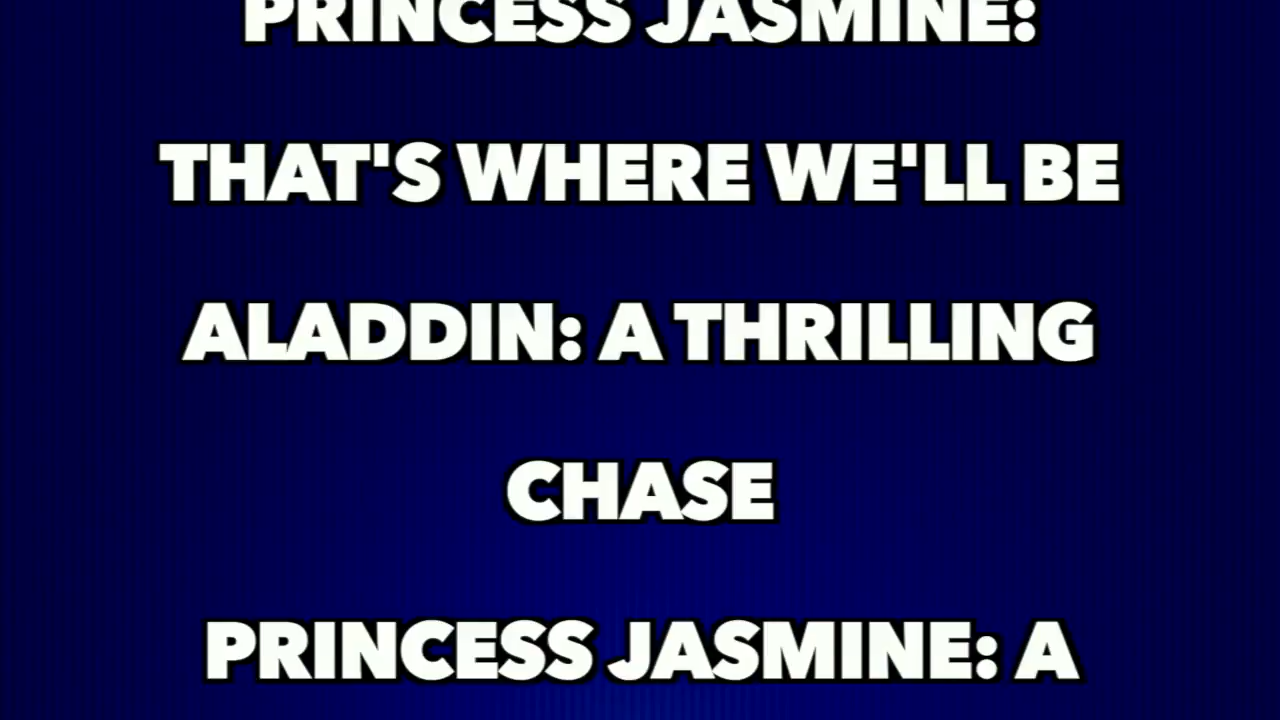 PRINCESS JASMINE:
THAT'S WHERE WE'LL BE
ALADDIN: A THRILLING
CHASE
PRINCESS JASMINE: A